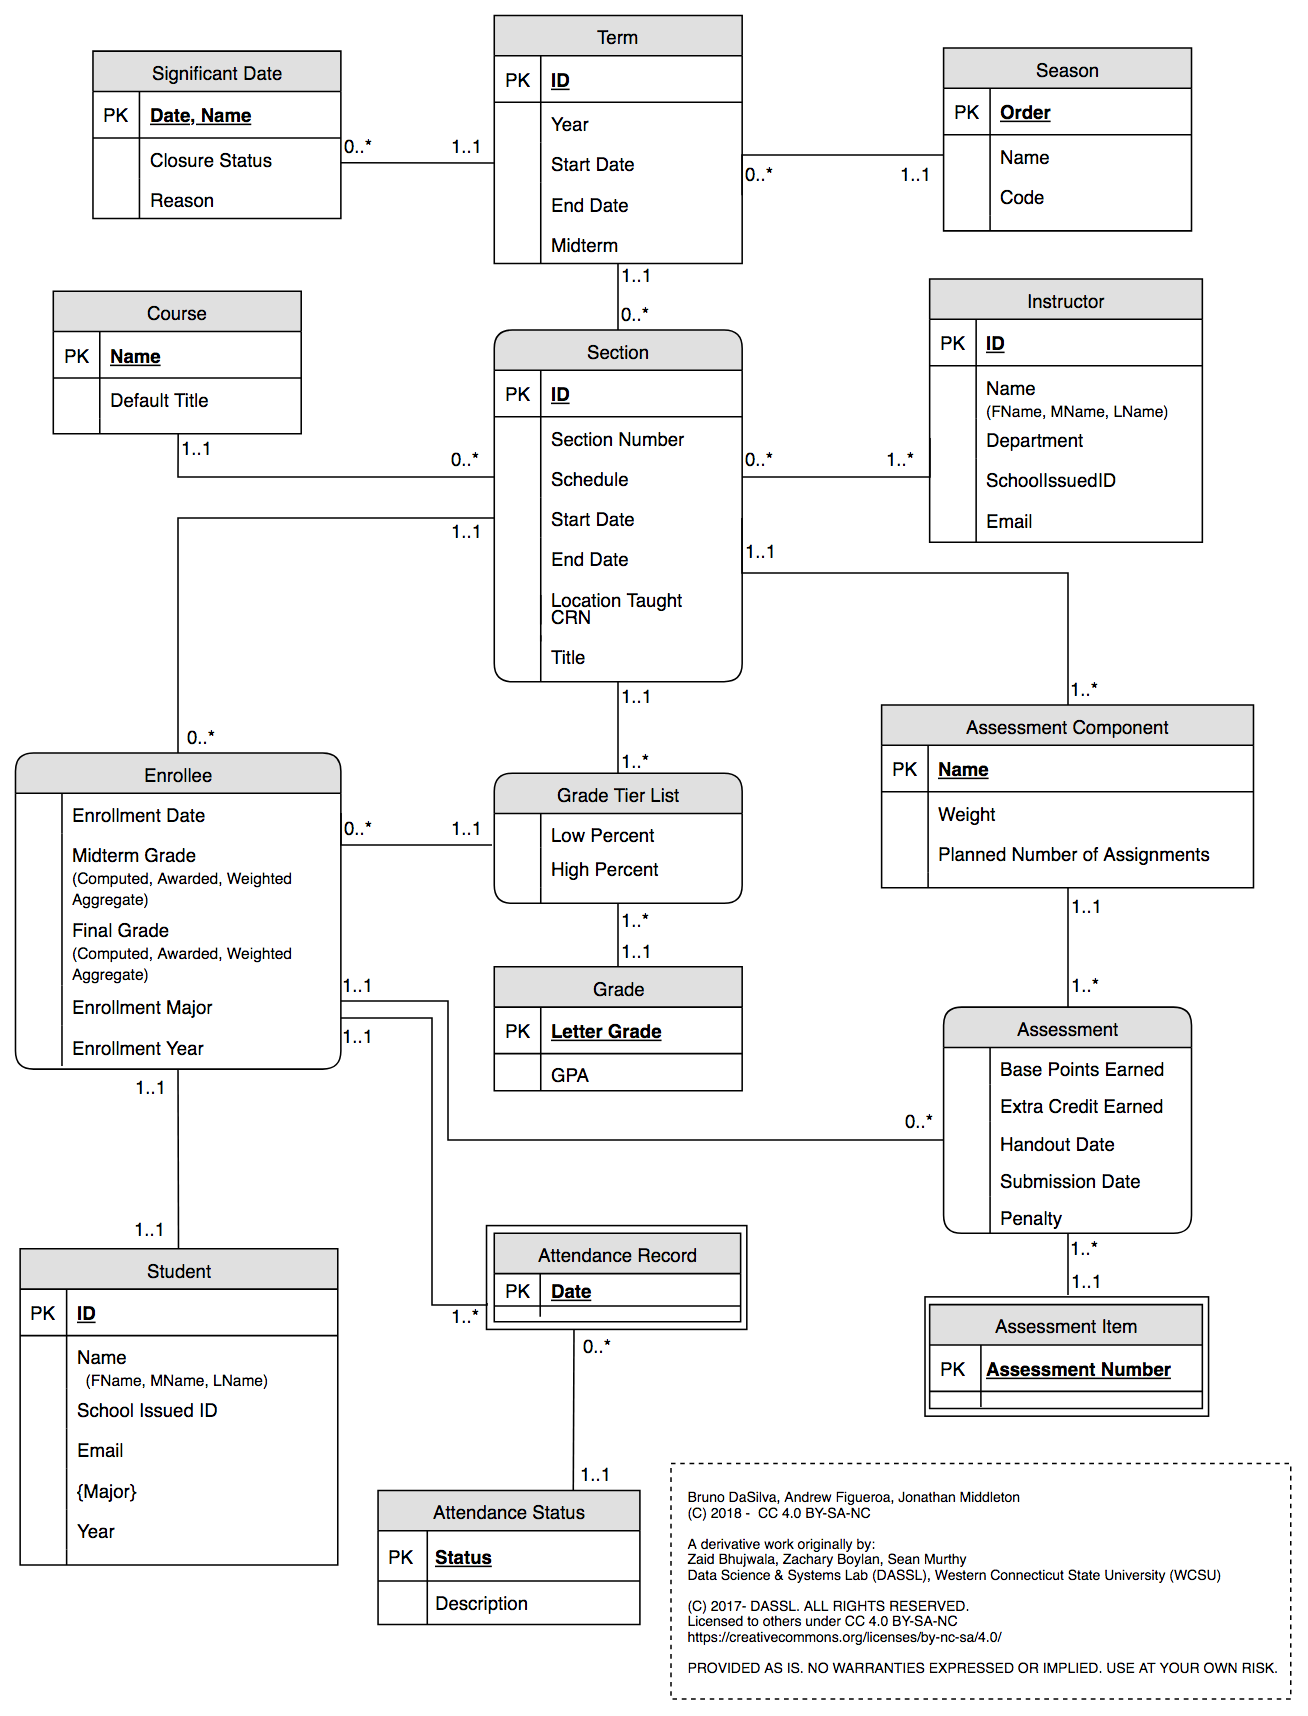 Term
PK ID
Year
Start Date
End Date
Midterm
Significant Date
PK Date, Name
Closure Status
Reason
0..* 1..1
Season
PK Order
Name
Code
0..* 1..1
1..1
0..*
Course
PK Name
Default Title
1..1
0..*
Section
PK ID
Section Number
Schedule
Start Date
End Date
Location Taught
CRN
Title
Instructor
PK ID
Name
(FName, MName, LName)
Department
SchoolIssuedID
Email
0..* 1..*
1..1
0..*
1..1
1..*
1..1
1..*
Enrollee
Enrollment Date
Midterm Grade
(Computed, Awarded, Weighted
Aggregate)
Final Grade
(Computed, Awarded, Weighted
Aggregate)
Enrollment Major
Enrollment Year
0..* 1..1
Grade Tier List
Low Percent
High Percent
1..*
1..1
Grade
PK Letter Grade
GPA
Assessment Component
PK Name
Weight
Planned Number of Assignments
1..1
1..*
Assessment
Base Points Earned
Extra Credit Earned
Handout Date
Submission Date
Penalty
1..1
0..*
1..1
1..*
1..*
1..1
Assessment Item
PK Assessment Number
1..1
1..1
Student
PK ID
Name
(FName, MName, LName)
School Issued ID
Email
{Major}
Year
Attendance Record
PK Date
0..*
1..1
Attendance Status
PK Status
Description
Bruno DaSilva, Andrew Figueroa, Jonathan Middleton
(C) 2018 - CC 4.0 BY-SA-NC
A derivative work originally by:
Zaid Bhujwala, Zachary Boylan, Sean Murthy
Data Science & Systems Lab (DASSL), Western Connecticut State University (WCSU)
(C) 2017- DASSL. ALL RIGHTS RESERVED.
Licensed to others under CC 4.0 BY-SA-NC
https://creativecommons.org/licenses/by-nc-sa/4.0/
PROVIDED AS IS. NO WARRANTIES EXPRESSED OR IMPLIED. USE AT YOUR OWN RISK.